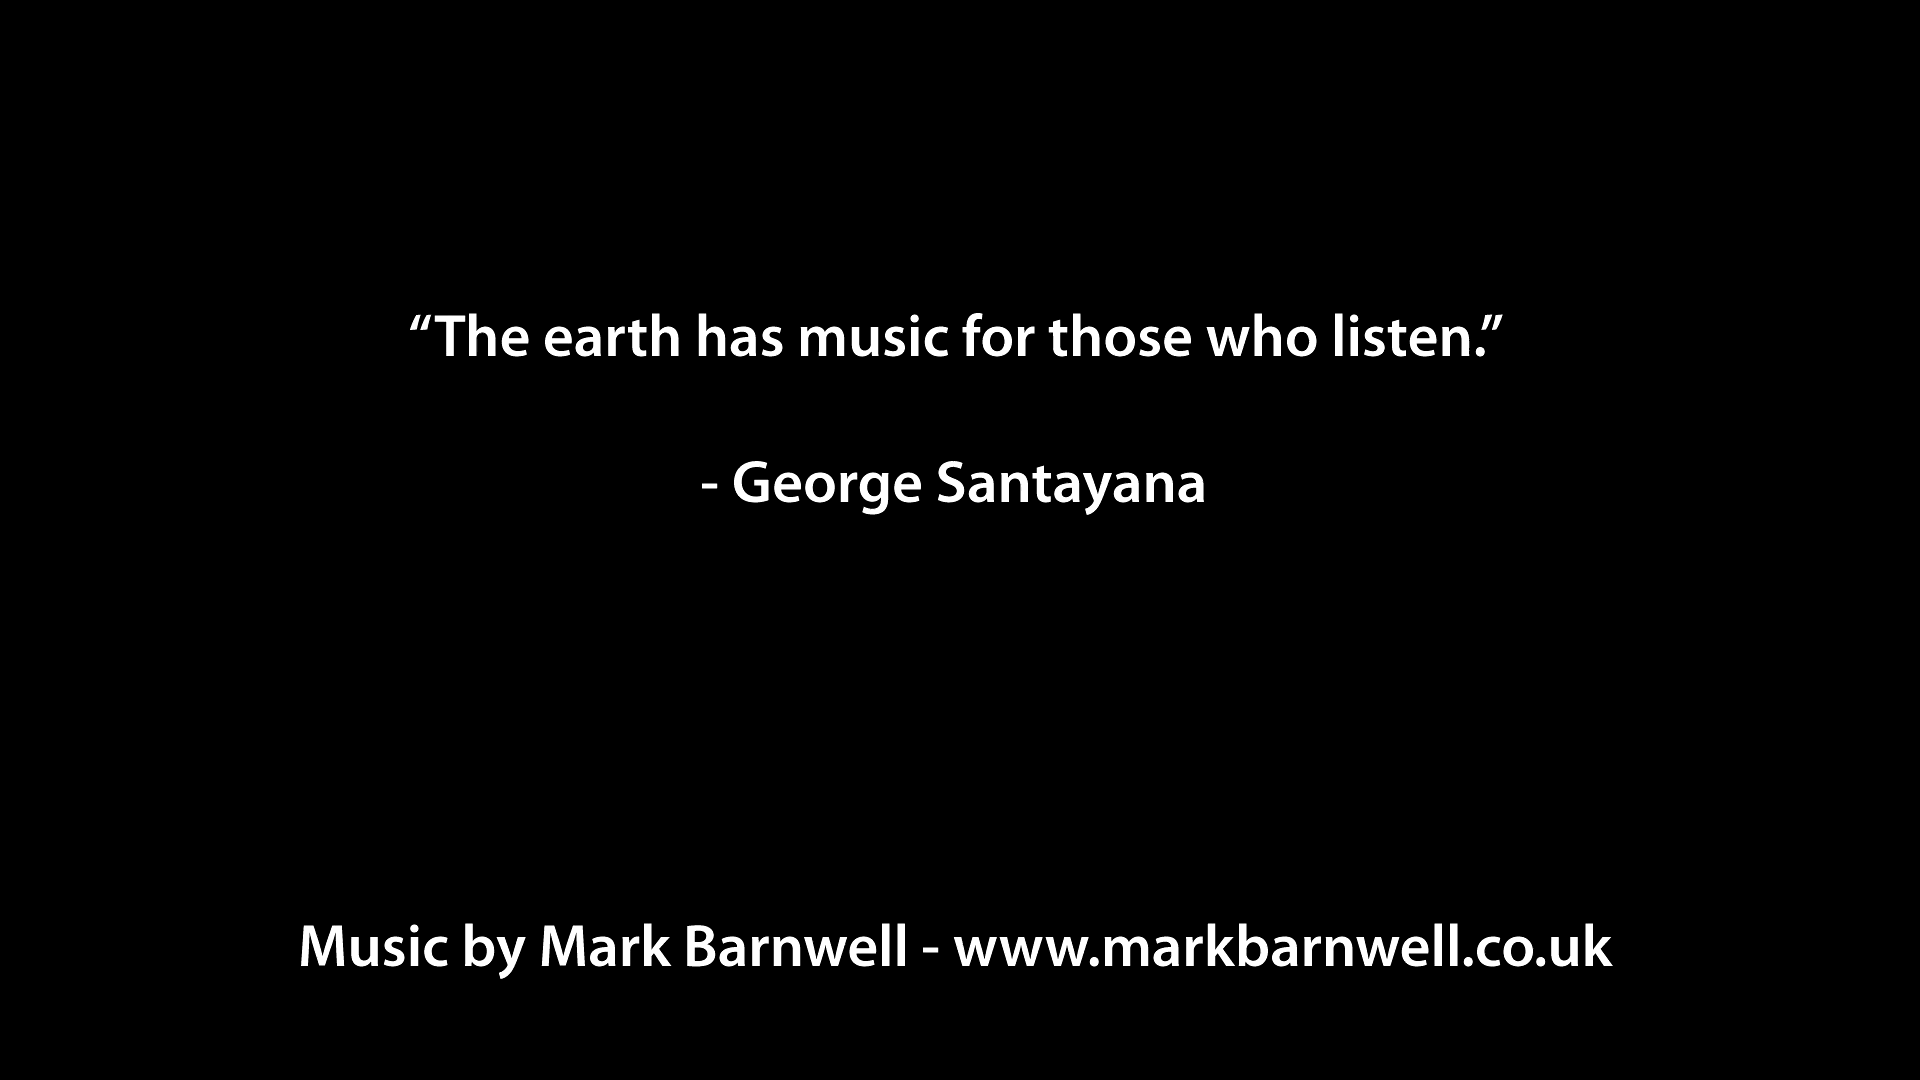 “The earth has music for those who listen.”
- George Santayana
Music by Mark Barnwell - www.markbarnwell.co.uk